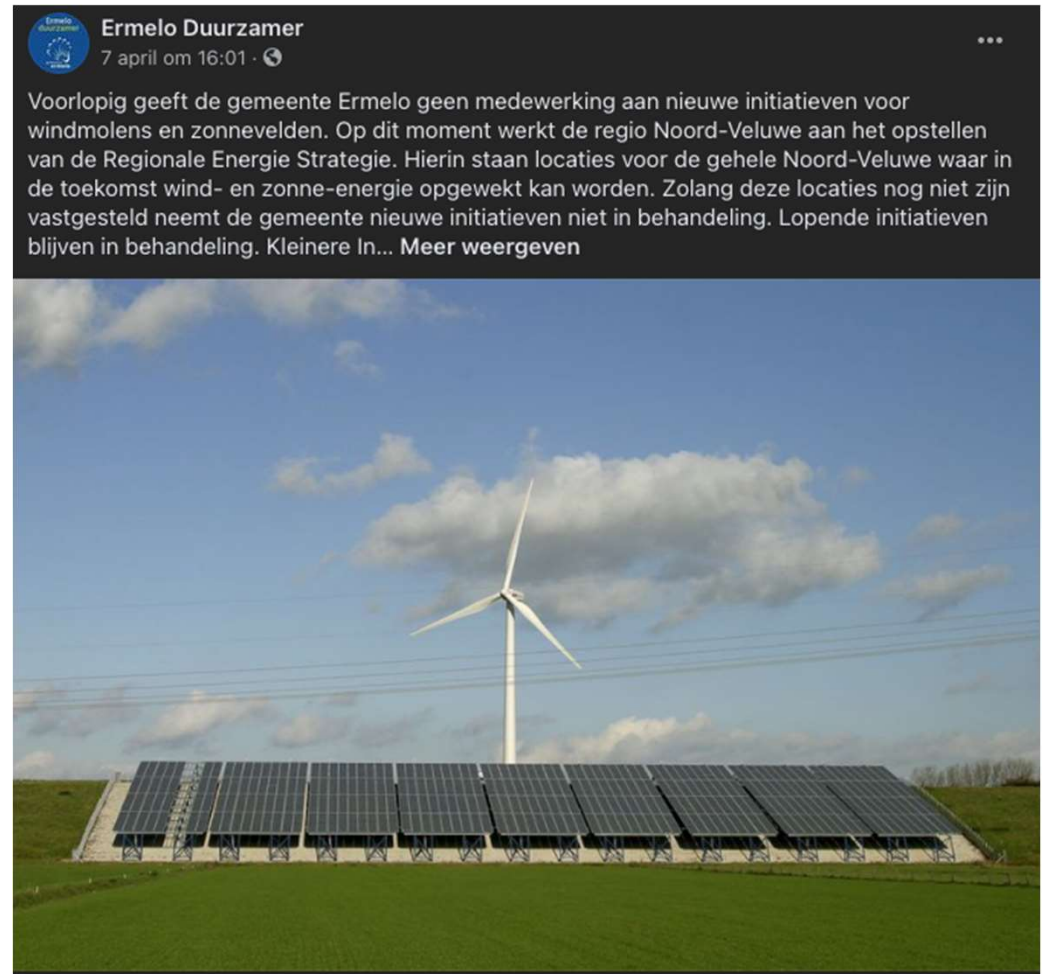 Ermelo
duurzamer
Ermelo Duurzamer
7 april om 16:01 ·
Voorlopig geeft de gemeente Ermelo geen medewerking aan nieuwe initiatieven voor
windmolens en zonnevelden. Op dit moment werkt de regio Noord-Veluwe aan het opstellen
van de Regionale Energie Strategie. Hierin staan locaties voor de gehele Noord-Veluwe waar in
de toekomst wind- en zonne-energie opgewekt kan worden. Zolang deze locaties nog niet zijn
vastgesteld neemt de gemeente nieuwe initiatieven niet in behandeling. Lopende initiatieven
blijven in behandeling. Kleinere In... Meer weergeven